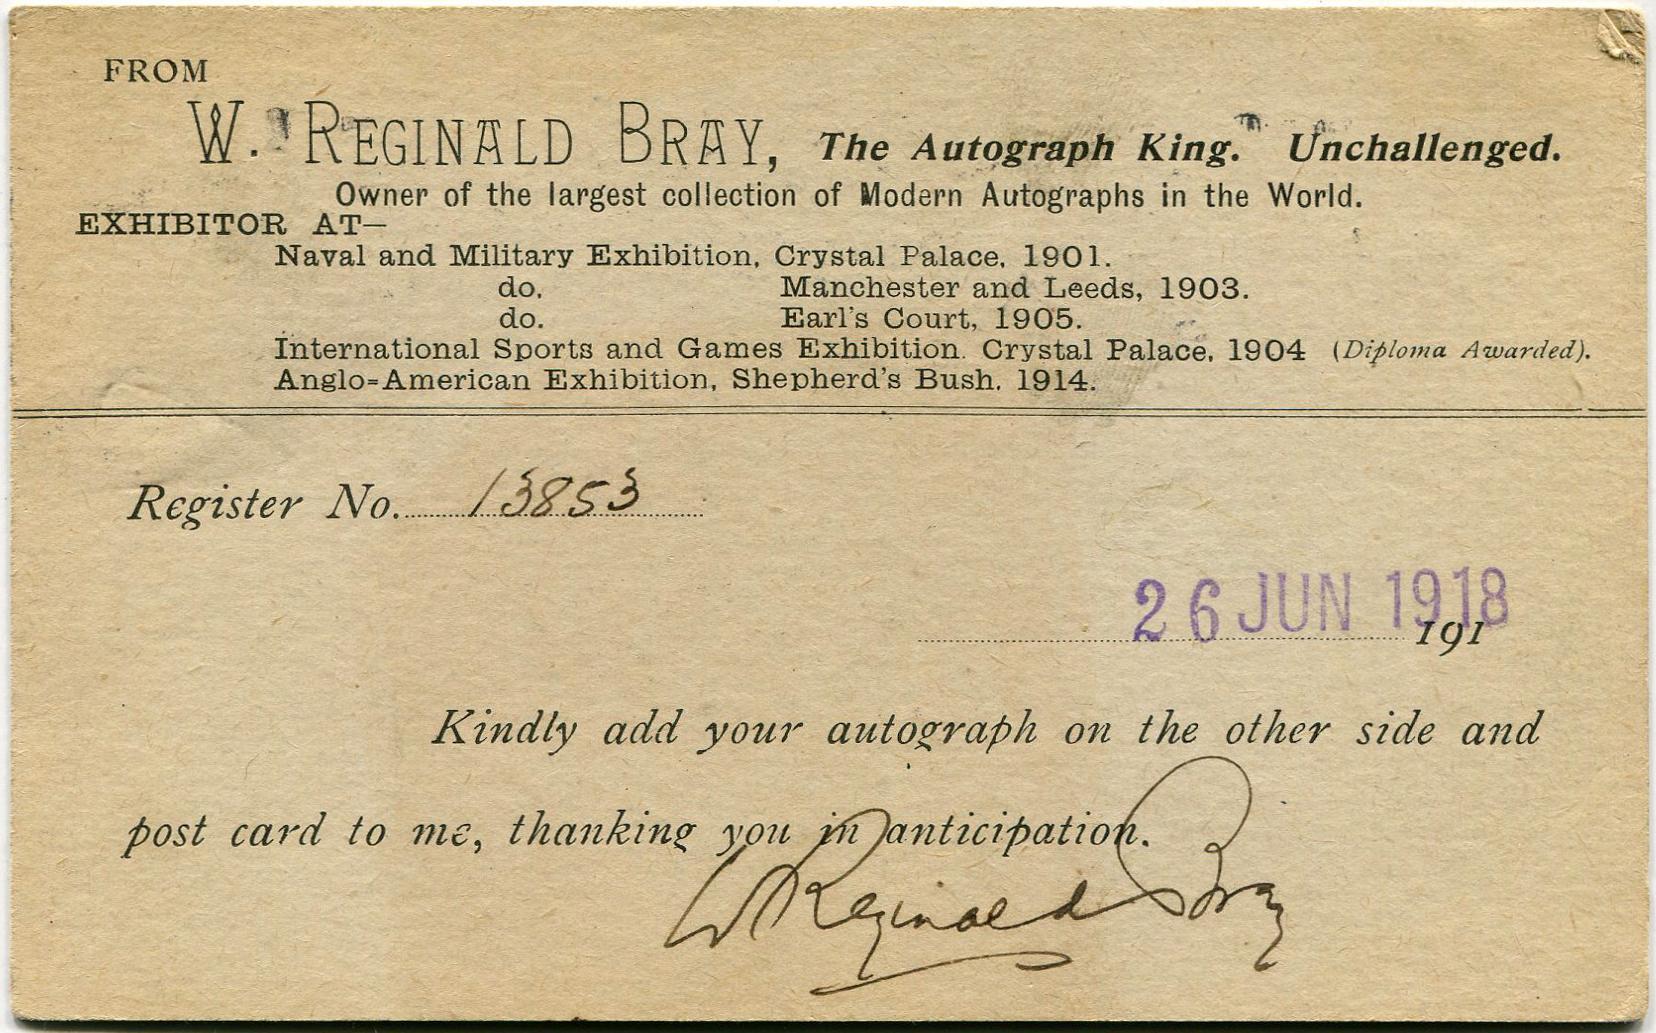 FROM
W. REGINALD BRAY, The Autograph King. Unchallenged.
Owner of the largest collection of Modern Autographs in the World.
EXHIBITOR AT—
Naval and Military Exhibition, Crystal Palace, 1901.
do. Manchester and Leeds, 1903.
do. Earl's Court, 1905.
International Sports and Games Exhibition. Crystal Palace, 1904 (Diploma Awarded).
Anglo=American Exhibition, Shepherd's Bush, 1914.
Register No. 13853
26 JUN 1918
191
Kindly add your autograph on the other side and
post card to me, thanking you in anticipation.
W Reginald Bray